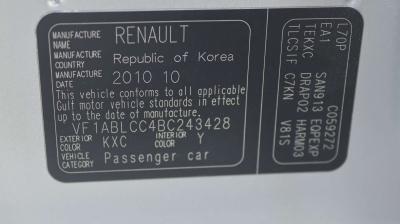 MANUFACTURE NAME RENAULT
MANUFACTURE COUNTRY Republic of Korea
MANUFACTURE DATE 2010 10
This vehicle conforms to all applicable
Gulf motor vehicle standards in effect
up to the date of manufacture.
VF1ABLCC4BC243428
EXTERIOR COLOR KXC INTERIOR COLOR Y
VEHICLE CATEGORY Passenger car
L70P C059272
EA1 SAN913 EQPEXP
TEKXC DRAP02 HARM03
TLCSIF C7KN V81S